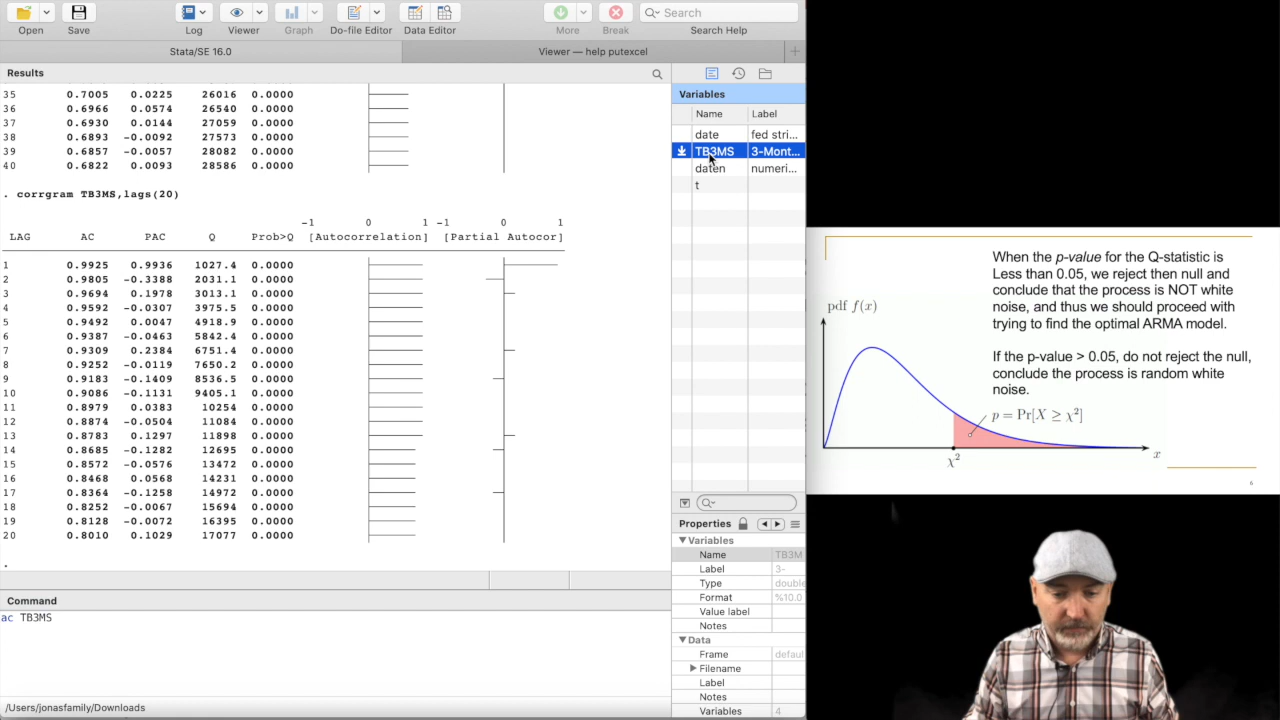 Open
Save
Log
Viewer
Graph
Do-file Editor
Data Editor
More
Break
Search
Search Help
Stata/SE 16.0
Viewer — help putexcel
Results
35 0.7005 0.0225 26016 0.0000
36 0.6966 0.0574 26540 0.0000
37 0.6930 0.0144 27059 0.0000
38 0.6893 -0.0092 27573 0.0000
39 0.6857 -0.0057 28082 0.0000
40 0.6822 0.0093 28586 0.0000
. corrgram TB3MS,lags(20)
-1 0 1 -1 0 1
LAG AC PAC Q Prob>Q [Autocorrelation] [Partial Autocor]
1 0.9925 0.9936 1027.4 0.0000
2 0.9805 -0.3388 2031.1 0.0000
3 0.9694 0.1978 3013.1 0.0000
4 0.9592 -0.0307 3975.5 0.0000
5 0.9492 0.0047 4918.9 0.0000
6 0.9387 -0.0463 5842.4 0.0000
7 0.9309 0.2384 6751.4 0.0000
8 0.9252 -0.0119 7650.2 0.0000
9 0.9183 -0.1409 8536.5 0.0000
10 0.9086 -0.1131 9405.1 0.0000
11 0.8979 0.0383 10254 0.0000
12 0.8874 -0.0504 11084 0.0000
13 0.8783 0.1297 11898 0.0000
14 0.8685 -0.1282 12695 0.0000
15 0.8572 -0.0576 13472 0.0000
16 0.8468 0.0568 14231 0.0000
17 0.8364 -0.1258 14972 0.0000
18 0.8252 -0.0067 15694 0.0000
19 0.8128 -0.0072 16395 0.0000
20 0.8010 0.1029 17077 0.0000
.
Command
ac TB3MS
/Users/jonasfamily/Downloads
Variables
Name Label
date fed stri...
TB3MS 3-Mont...
daten numeri...
t
Properties
Variables
Name TB3M
Label 3-
Type double
Format %10.0
Value label
Notes
Data
Frame defaul
Filename
Label
Notes
Variables 4
When the p-value for the Q-statistic is
Less than 0.05, we reject then null and
conclude that the process is NOT white
noise, and thus we should proceed with
trying to find the optimal ARMA model.
If the p-value > 0.05, do not reject the null,
conclude the process is random white
noise.
pdf f(x)
p = Pr[X ≥ χ²]
χ²
x
6